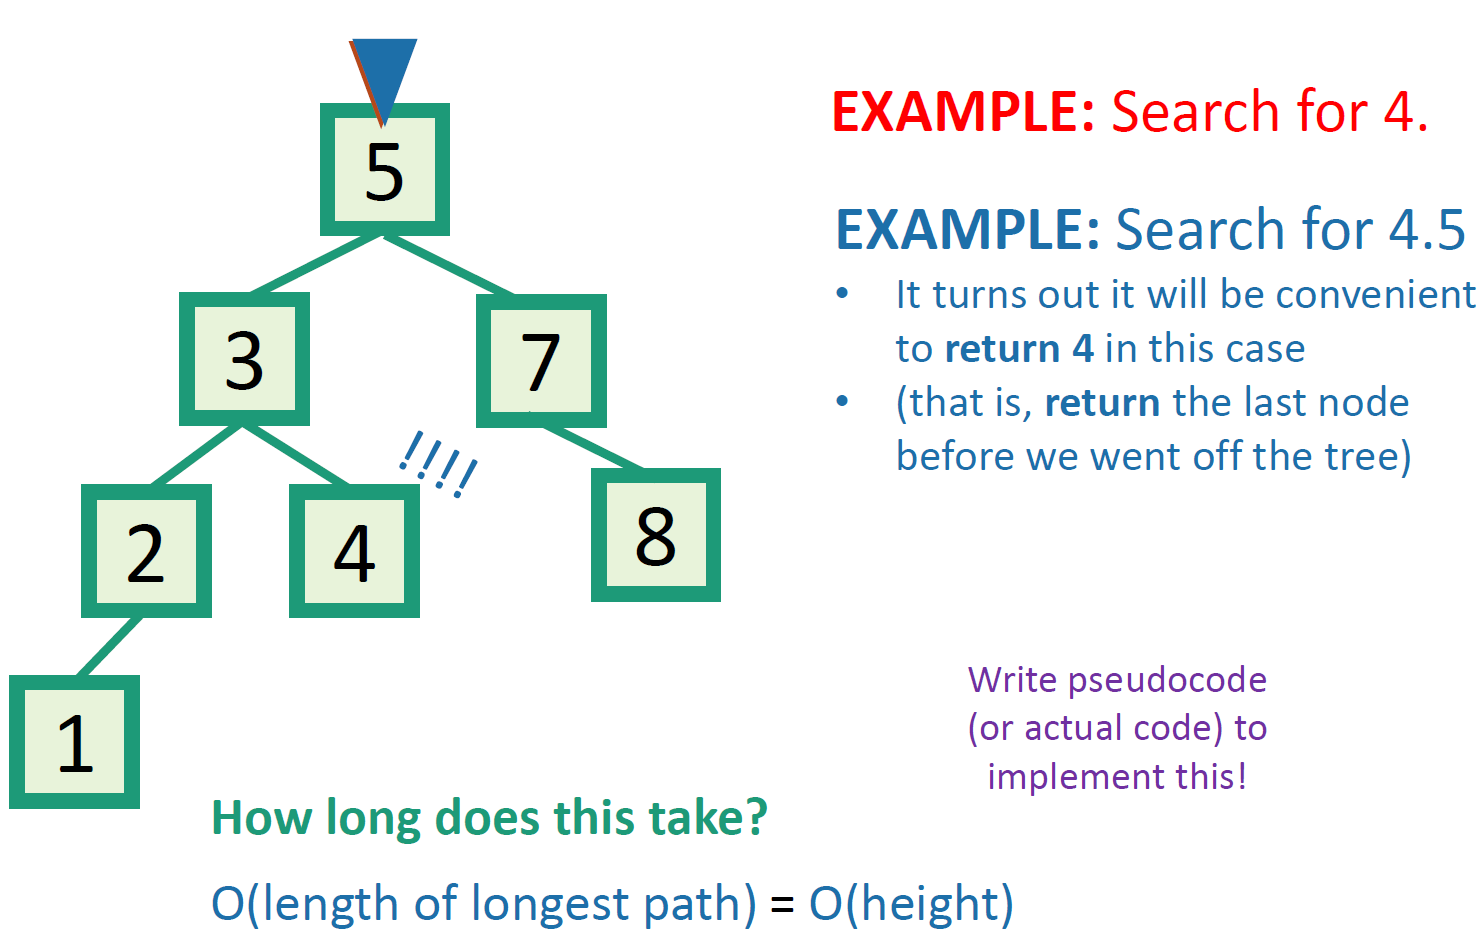 5
3
7
2
4
!!!!
8
1
EXAMPLE: Search for 4.
EXAMPLE: Search for 4.5
• It turns out it will be convenient
to return 4 in this case
• (that is, return the last node
before we went off the tree)
Write pseudocode
(or actual code) to
implement this!
How long does this take?
O(length of longest path) = O(height)